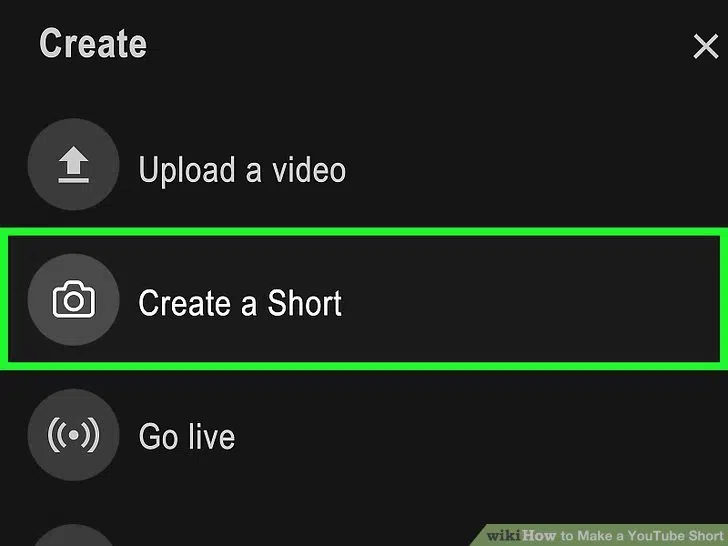 Create
Upload a video
Create a Short
Go live
wikiHow to Make a YouTube Short